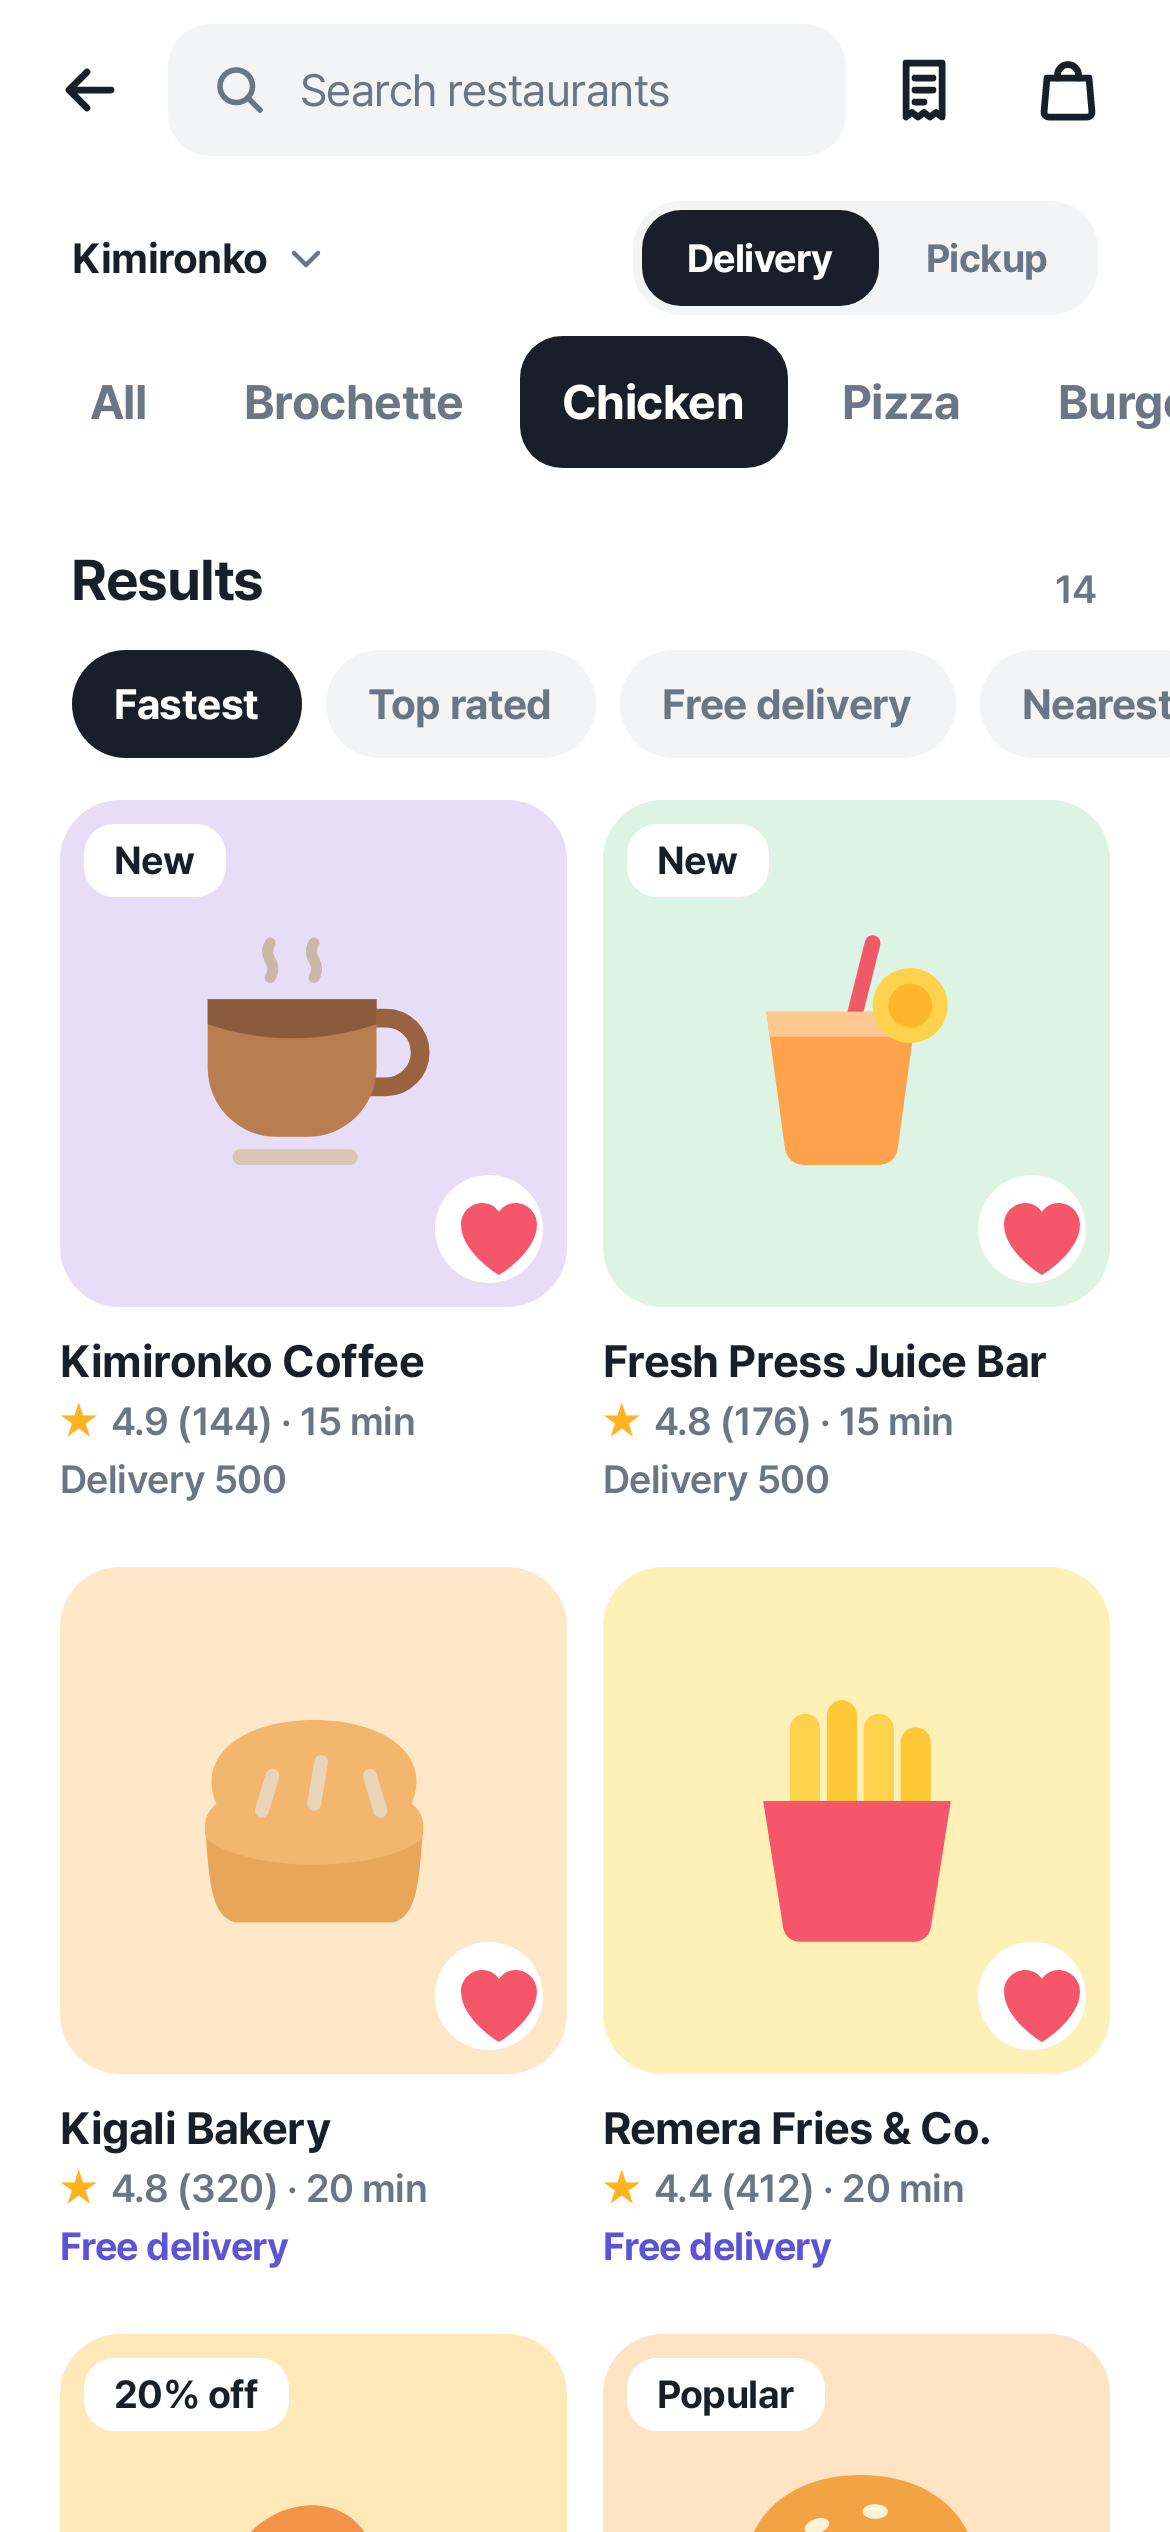 Search restaurants
Kimironko
Delivery
Pickup
All
Brochette
Chicken
Pizza
Results
14
Fastest
Top rated
Free delivery
Nearest
New
New
Kimironko Coffee
★ 4.9 (144) · 15 min
Delivery 500
Fresh Press Juice Bar
★ 4.8 (176) · 15 min
Delivery 500
Kigali Bakery
★ 4.8 (320) · 20 min
Free delivery
Remera Fries & Co.
★ 4.4 (412) · 20 min
Free delivery
20% off
Popular